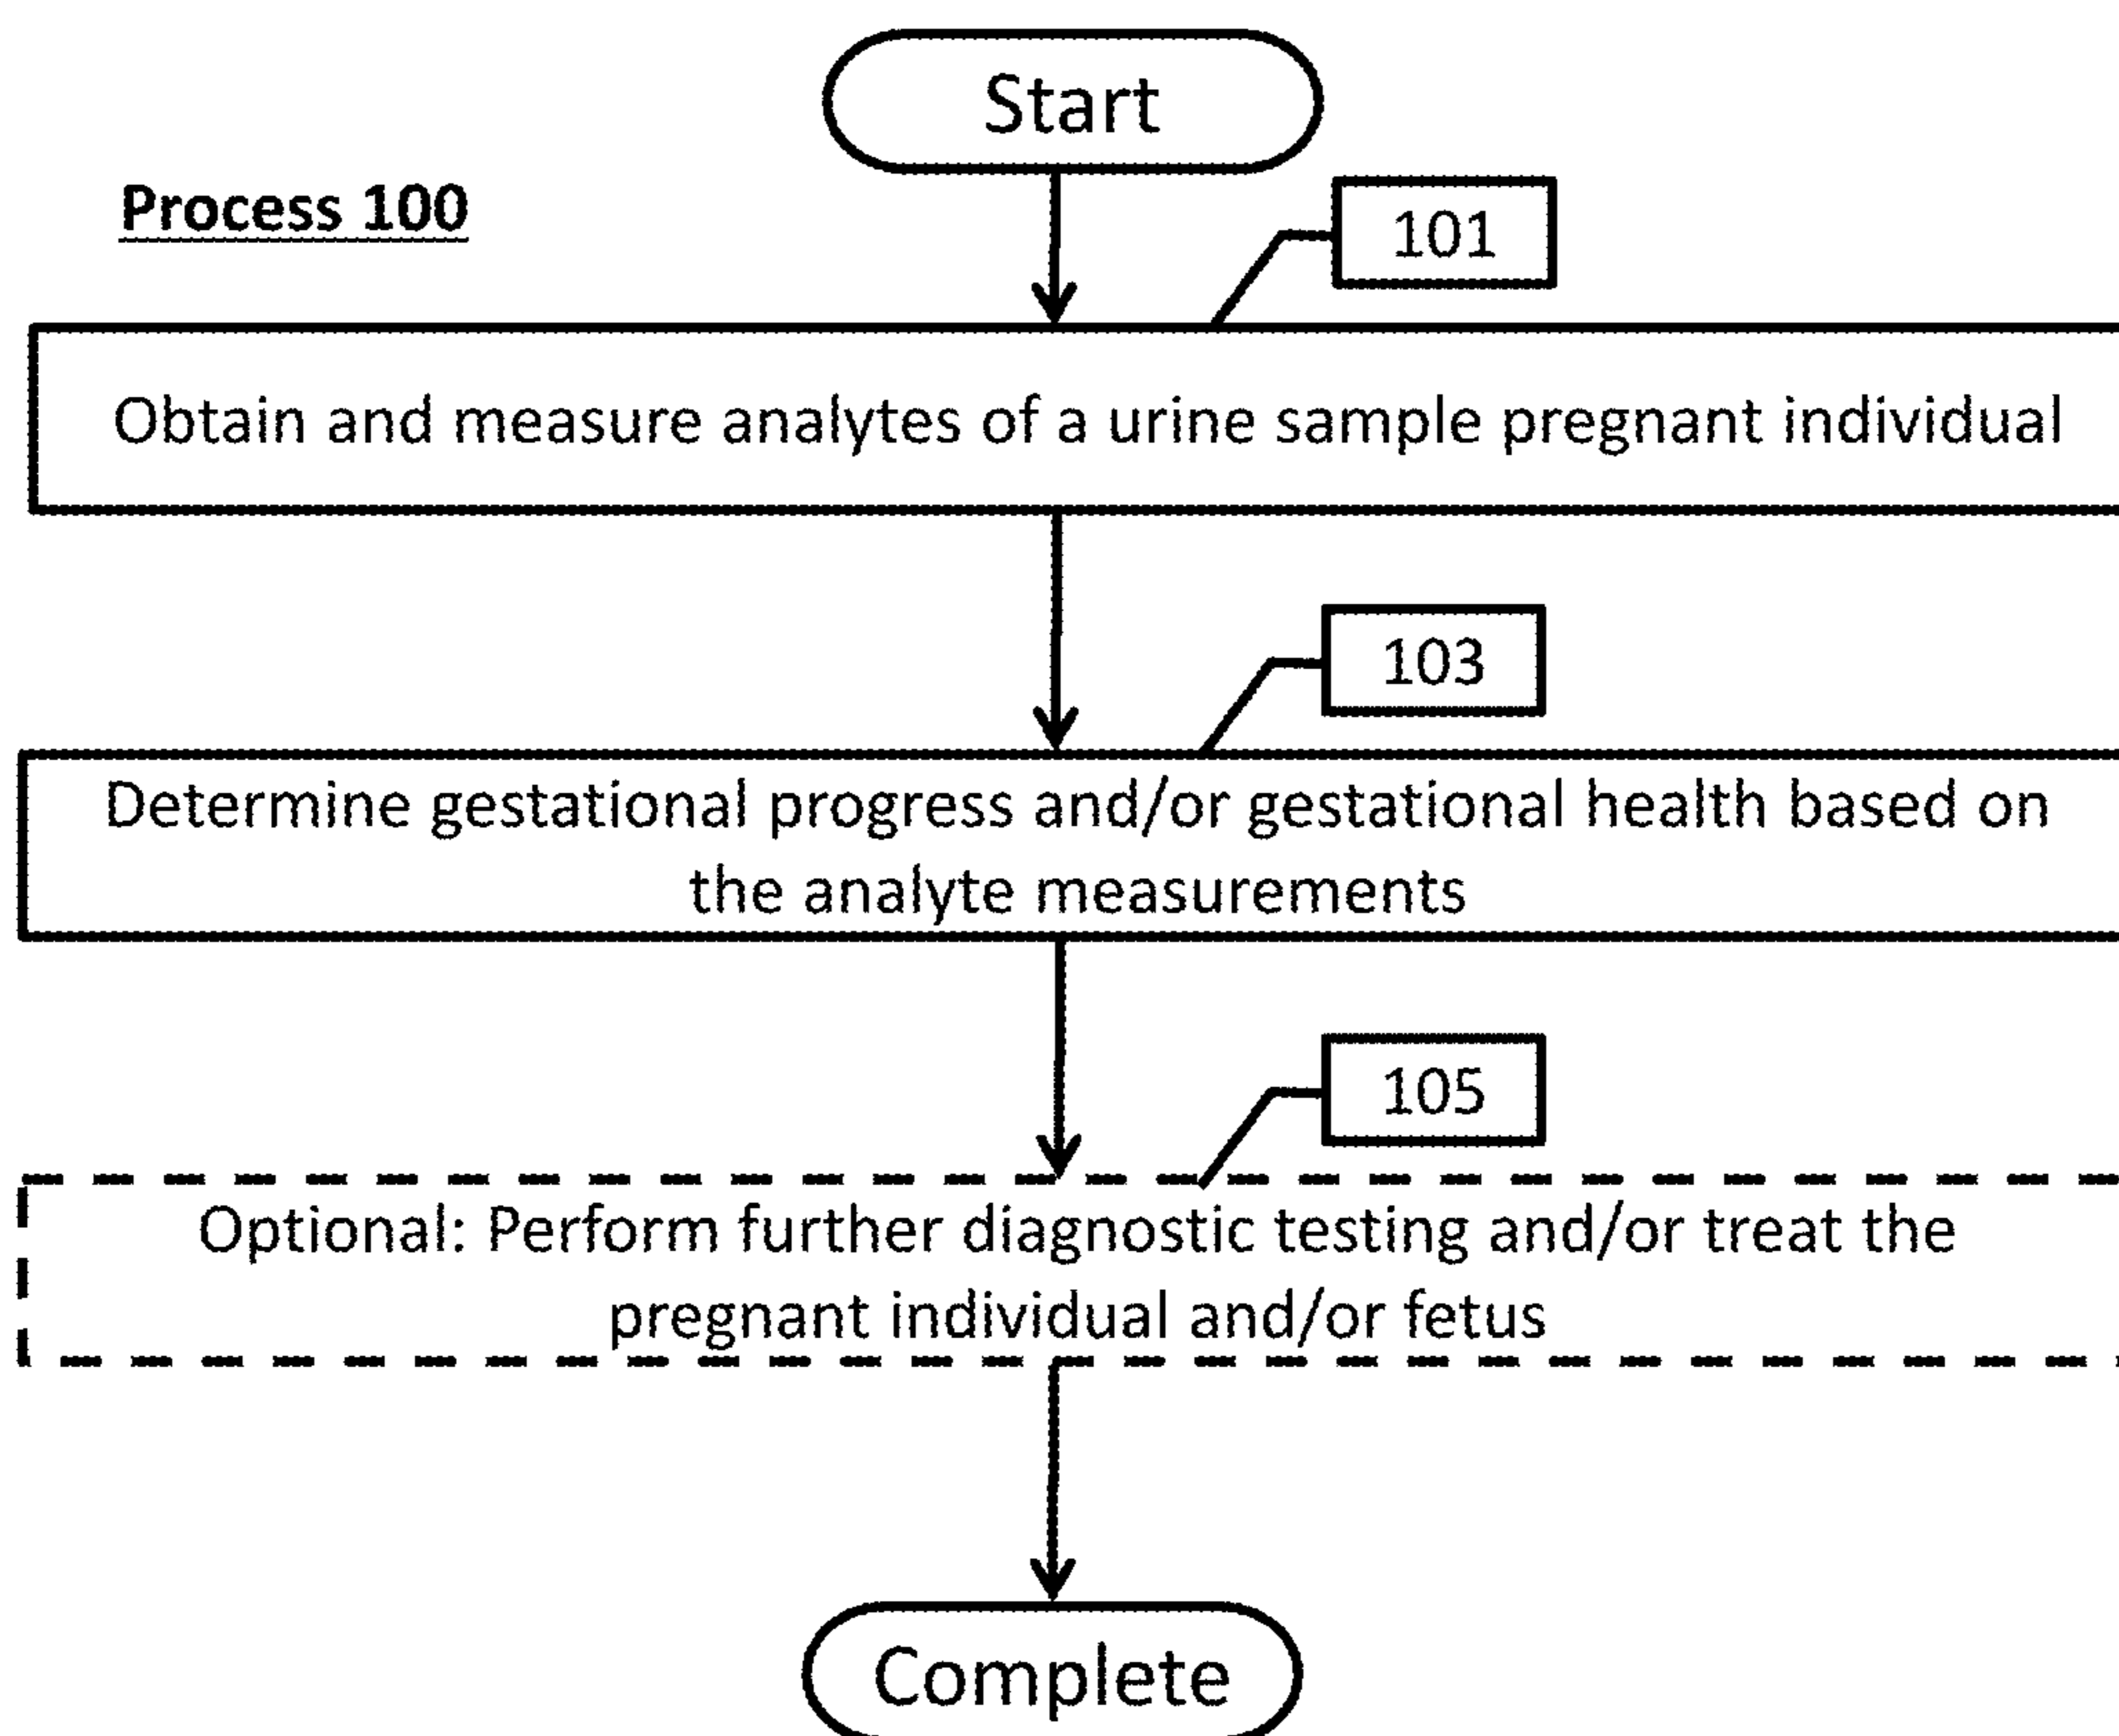 Start
Process 100
101
Obtain and measure analytes of a urine sample pregnant individual
103
Determine gestational progress and/or gestational health based on
the analyte measurements
105
Optional: Perform further diagnostic testing and/or treat the
pregnant individual and/or fetus
Complete